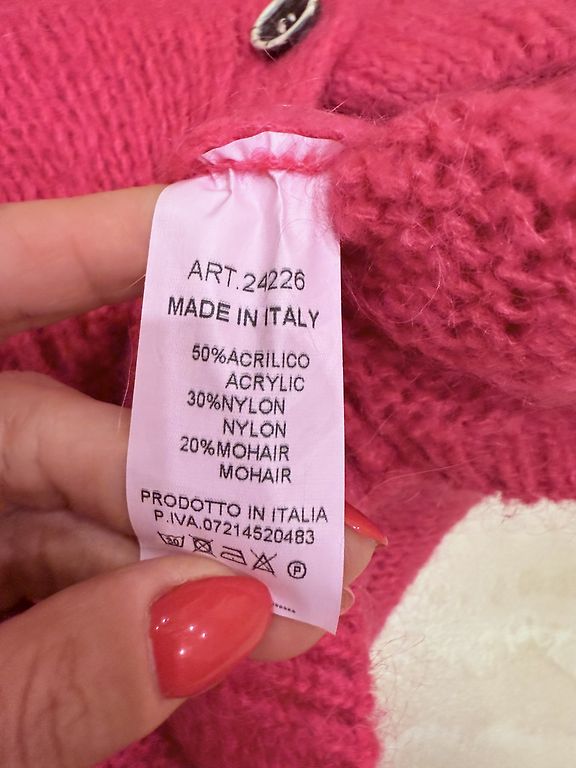 ART.24226
MADE IN ITALY
50%ACRILICO
ACRYLIC
30%NYLON
NYLON
20%MOHAIR
MOHAIR
PRODOTTO IN ITALIA
P.IVA.07214520483
30
P